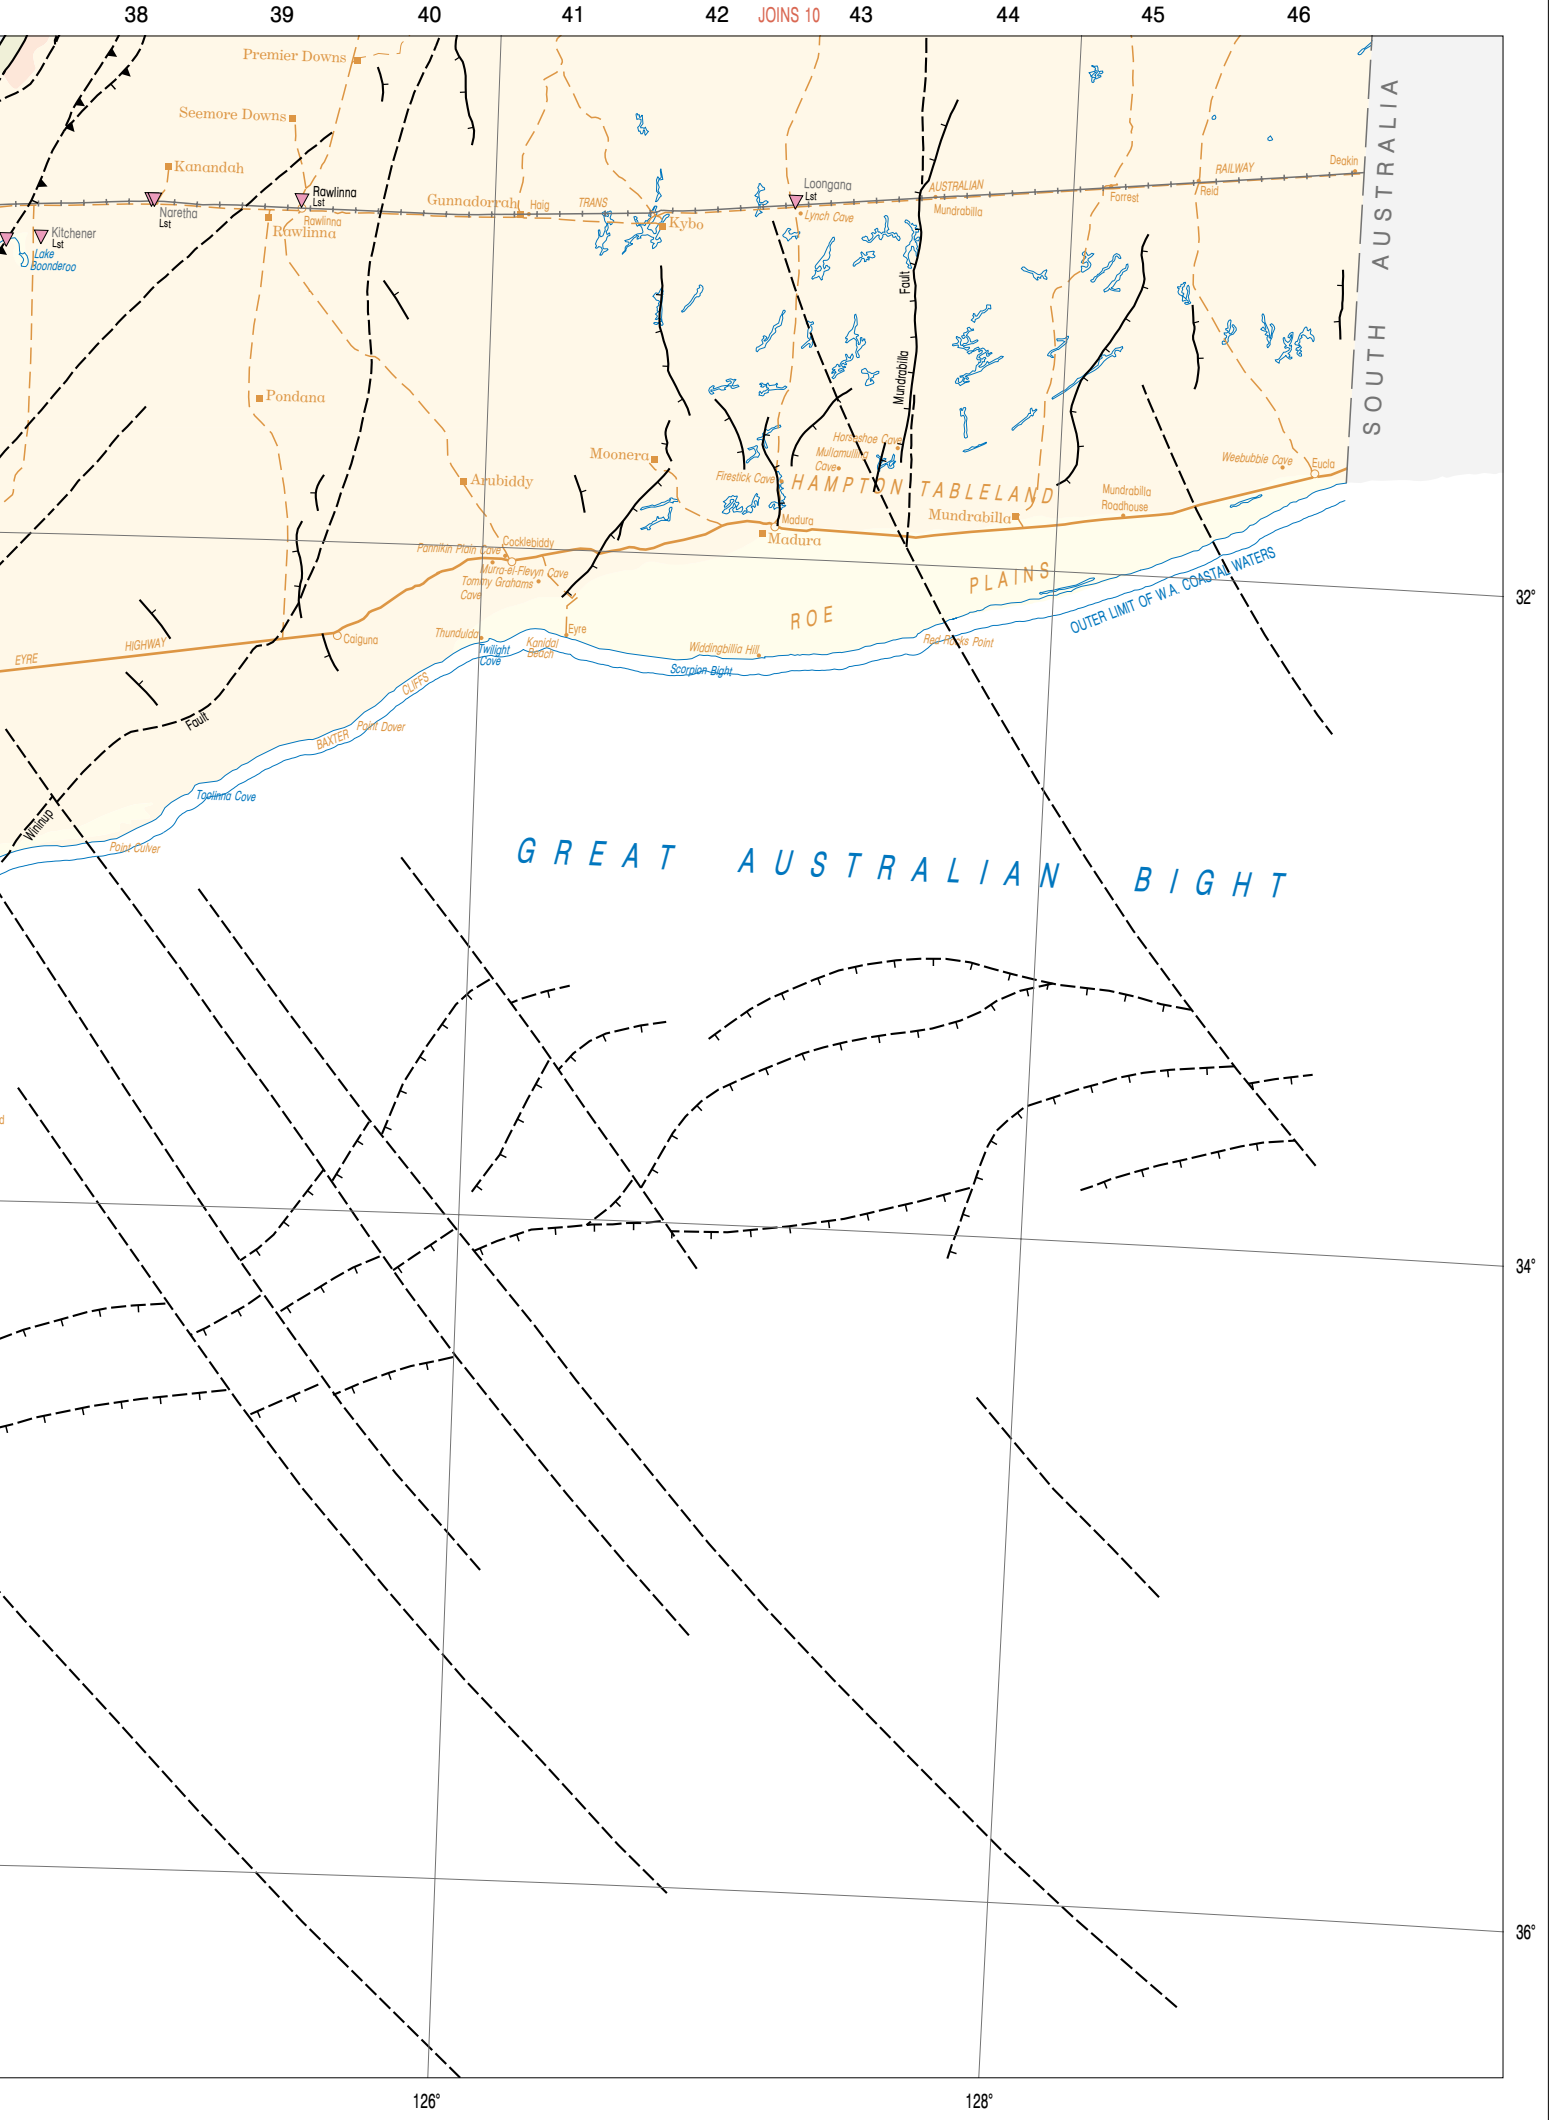 38
39
40
41
42
JOINS 10
43
44
45
46
Premier Downs
Seemore Downs
Kanandah
Naretha
Lst
Rawlinna
Lst
Rawlinna
Rawlinna
Kitchener
Lst
Lake
Boonderoo
Gunnadorrah
Haig
TRANS
Kybo
Loongana
Lst
Lynch Cave
AUSTRALIAN
Mundrabilla
Forrest
Reid
RAILWAY
Deakin
SOUTH AUSTRALIA
Mundrabilla Fault
Pondana
Arubiddy
Moonera
Firestick Cave
Horseshoe Cave
Mullamulling
Cave
HAMPTON TABLELAND
Weebubbie Cave
Eucla
Mundrabilla
Roadhouse
Mundrabilla
Madura
Madura
Cocklebiddy
Pannikin Plain Cave
Murra-el-Elevyn Cave
Tommy Grahams
Cave
PLAINS
ROE
OUTER LIMIT OF W.A. COASTAL WATERS
32°
EYRE
HIGHWAY
Caiguna
Thundulda
Twilight
Cove
Kanidal
Beach
Eyre
Widdingbillia Hill
Scorpion Bight
Red Rocks Point
CLIFFS
BAXTER
Point Dover
Fault
Wininup
Toolinna Cove
Point Culver
GREAT AUSTRALIAN BIGHT
d
34°
36°
126°
128°